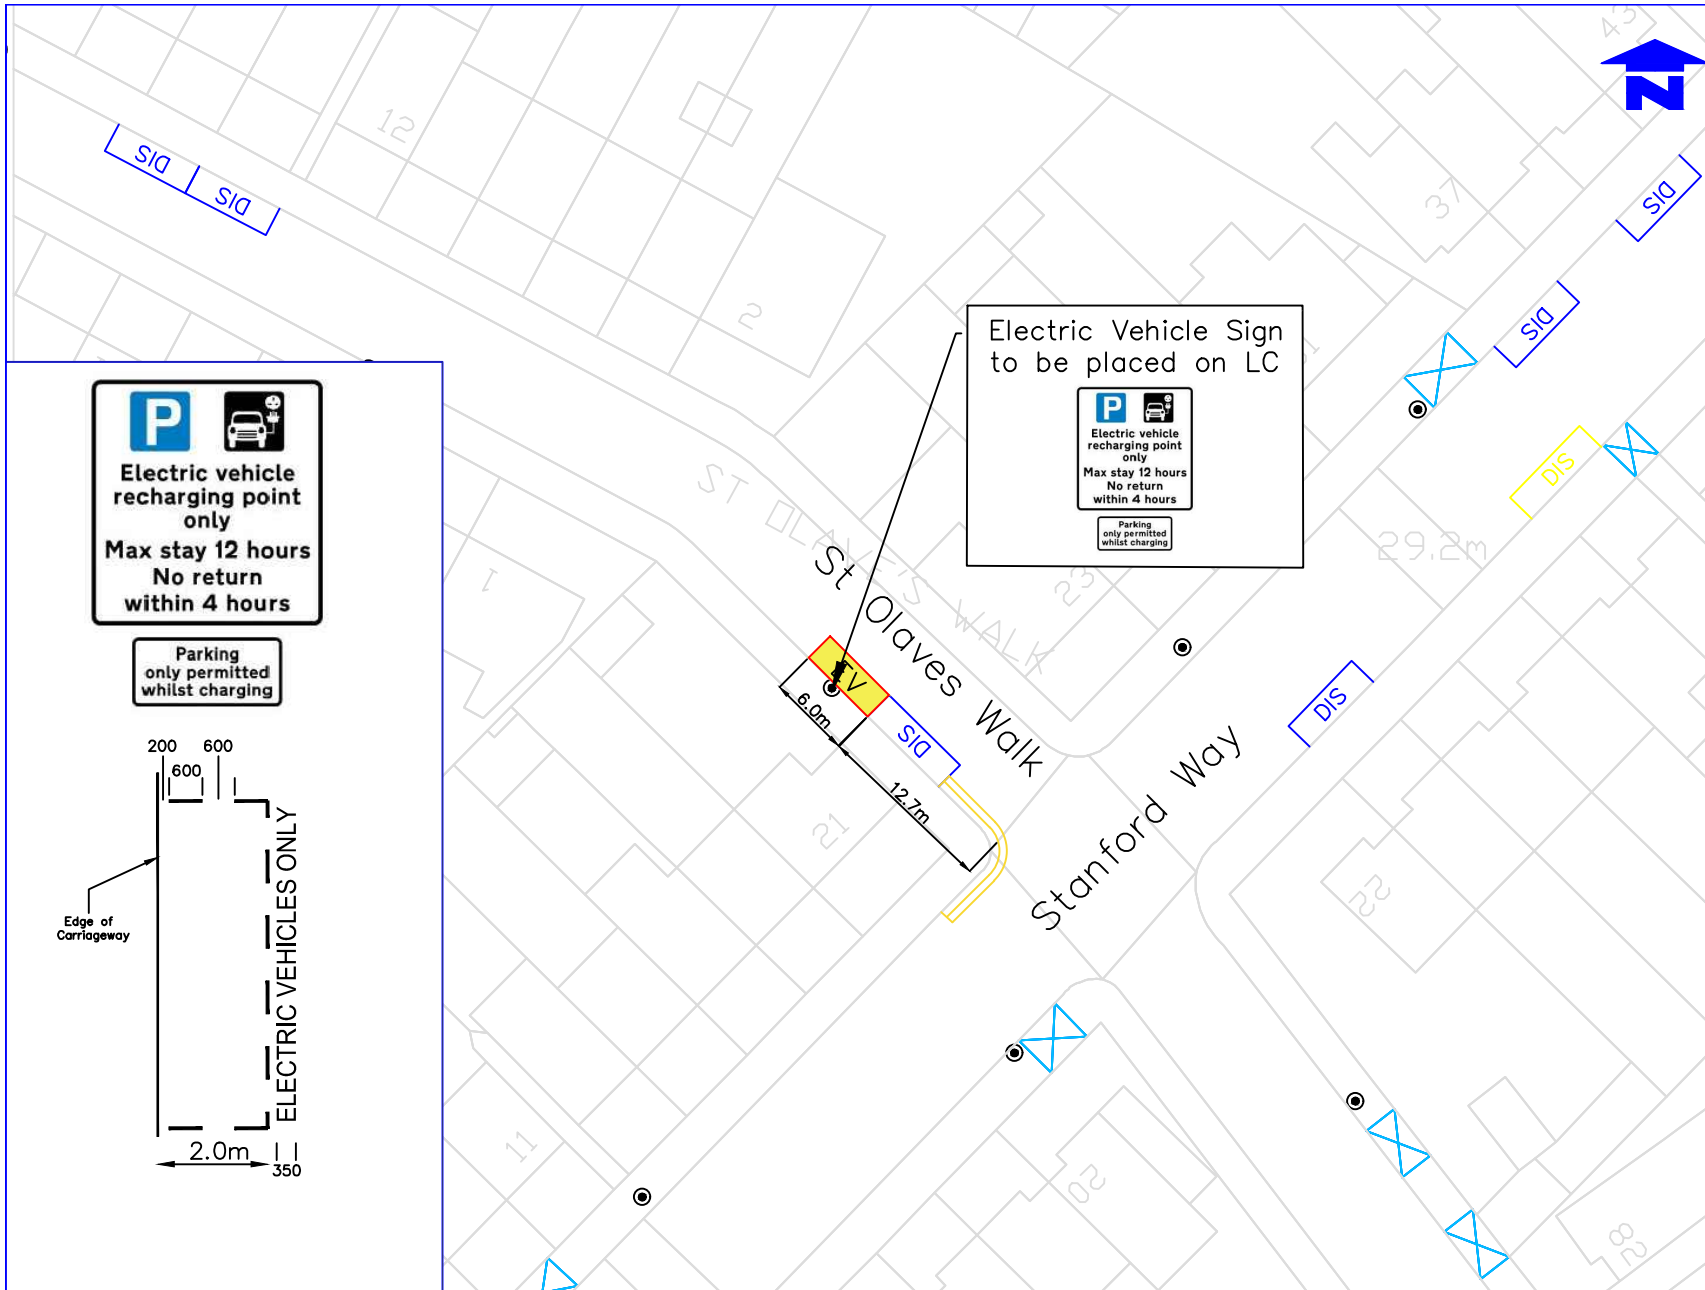 N
43
12
DIS
DIS
37
DIS
2
DIS
31
Electric Vehicle Sign
to be placed on LC
P
Electric vehicle
recharging point
only
Max stay 12 hours
No return
within 4 hours
Parking
only permitted
whilst charging
P
Electric vehicle
recharging point
only
Max stay 12 hours
No return
within 4 hours
Parking
only permitted
whilst charging
DIS
29.2m
ST OLAVE'S WALK
St Olaves Walk
23
1
EV
6.0m
DIS
12.7m
DIS
21
Stanford Way
22
200
600
600
ELECTRIC VEHICLES ONLY
Edge of
Carriageway
2.0m
350
11
20
18